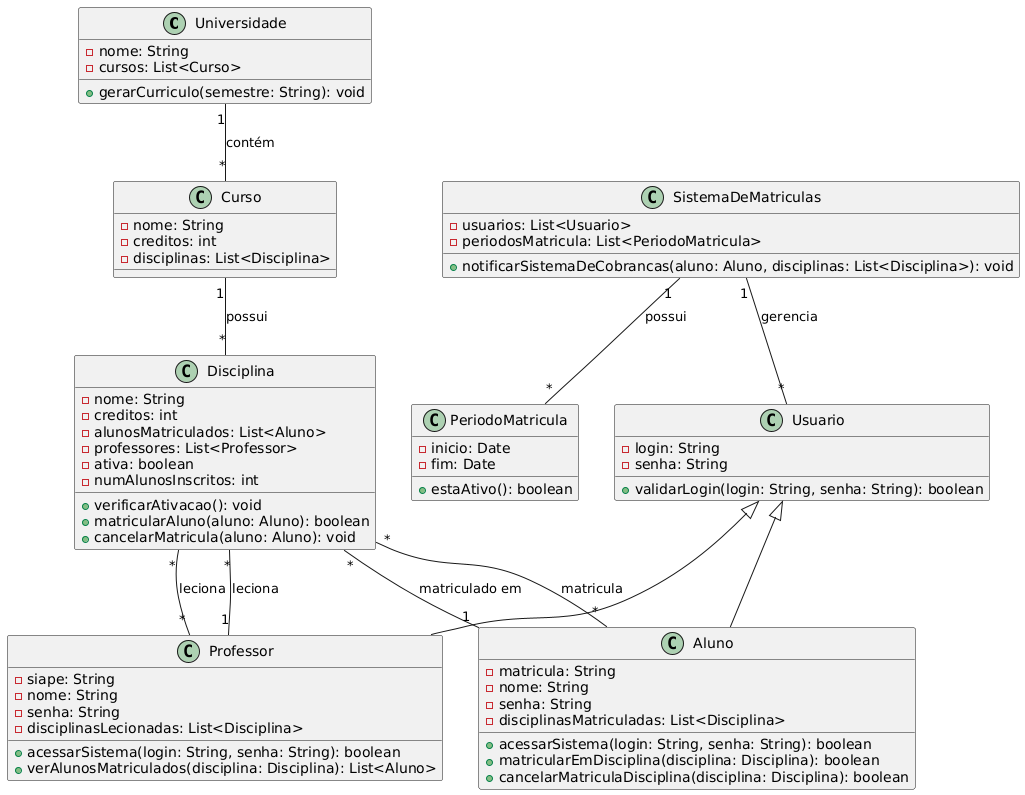 C Universidade
nome: String
cursos: List<Curso>
gerarCurriculo(semestre: String): void
1
contém
*
C Curso
nome: String
creditos: int
disciplinas: List<Disciplina>
C SistemaDeMatriculas
usuarios: List<Usuario>
periodosMatricula: List<PeriodoMatricula>
notificarSistemaDeCobrancas(aluno: Aluno, disciplinas: List<Disciplina>): void
1
possui
*
1
possui
*
1
gerencia
*
C Disciplina
nome: String
creditos: int
alunosMatriculados: List<Aluno>
professores: List<Professor>
ativa: boolean
numAlunosInscritos: int
verificarAtivacao(): void
matricularAluno(aluno: Aluno): boolean
cancelarMatricula(aluno: Aluno): void
C PeriodoMatricula
inicio: Date
fim: Date
estaAtivo(): boolean
C Usuario
login: String
senha: String
validarLogin(login: String, senha: String): boolean
*
leciona
*
*
leciona
1
*
matriculado em
1
*
matricula
*
C Professor
siape: String
nome: String
senha: String
disciplinasLecionadas: List<Disciplina>
acessarSistema(login: String, senha: String): boolean
verAlunosMatriculados(disciplina: Disciplina): List<Aluno>
C Aluno
matricula: String
nome: String
senha: String
disciplinasMatriculadas: List<Disciplina>
acessarSistema(login: String, senha: String): boolean
matricularEmDisciplina(disciplina: Disciplina): boolean
cancelarMatriculaDisciplina(disciplina: Disciplina): boolean